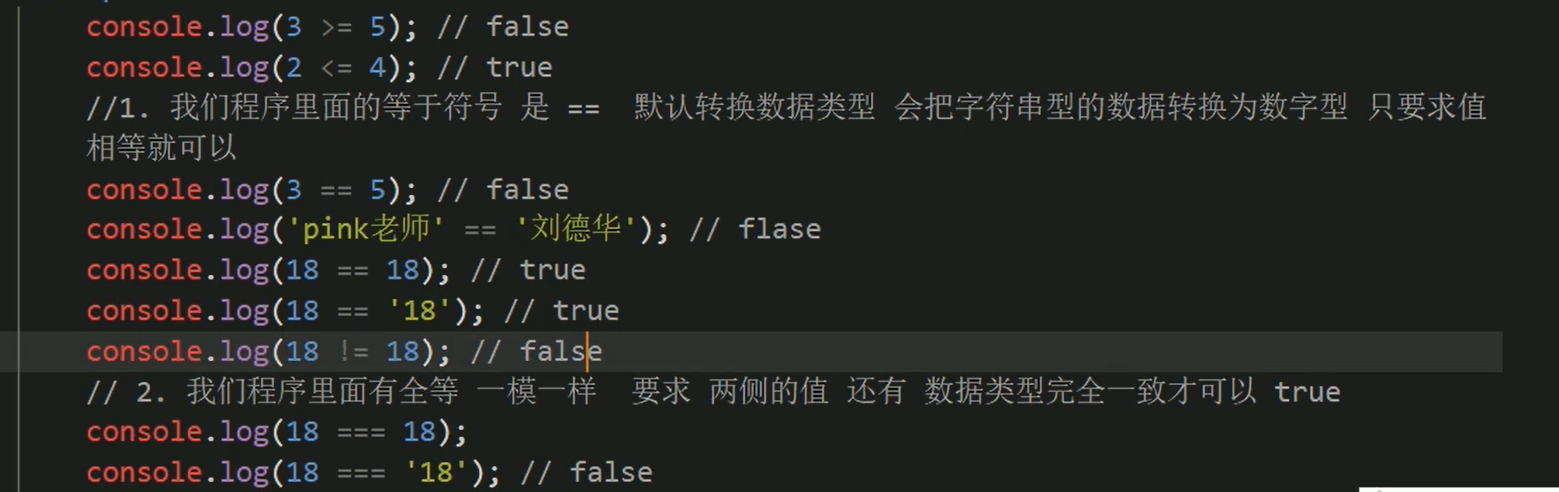 console.log(3 >= 5); // false
console.log(2 <= 4); // true
//1. 我们程序里面的等于符号 是 ==  默认转换数据类型 会把字符串型的数据转换为数字型 只要求值
相等就可以
console.log(3 == 5); // false
console.log('pink老师' == '刘德华'); // flase
console.log(18 == 18); // true
console.log(18 == '18'); // true
console.log(18 != 18); // false
// 2. 我们程序里面有全等 一模一样  要求 两侧的值 还有 数据类型完全一致才可以 true
console.log(18 === 18);
console.log(18 === '18'); // false